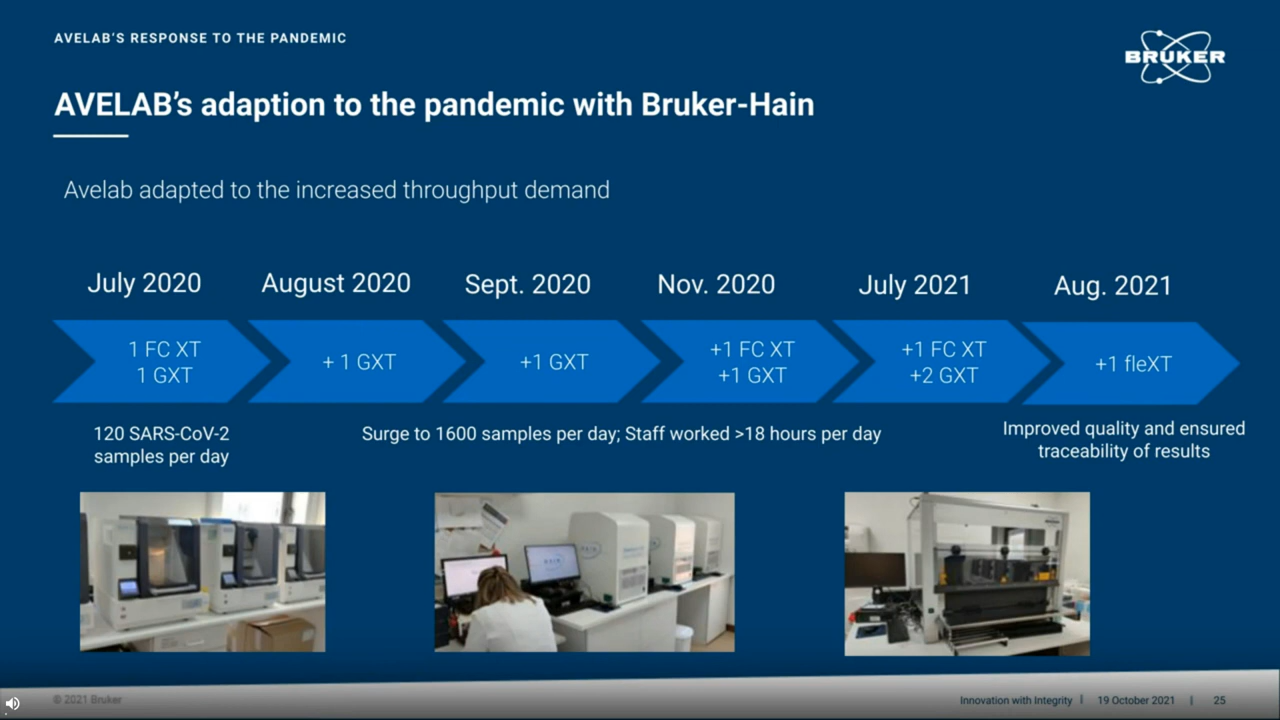 AVELAB'S RESPONSE TO THE PANDEMIC
BRUKER
AVELAB's adaption to the pandemic with Bruker-Hain
Avelab adapted to the increased throughput demand
July 2020
August 2020
Sept. 2020
Nov. 2020
July 2021
Aug. 2021
1 FC XT
1 GXT
+ 1 GXT
+1 GXT
+1 FC XT
+1 GXT
+1 FC XT
+2 GXT
+1 fleXT
120 SARS-CoV-2
samples per day
Surge to 1600 samples per day; Staff worked >18 hours per day
Improved quality and ensured
traceability of results
© 2021 Bruker
Innovation with Integrity | 19 October 2021 | 25